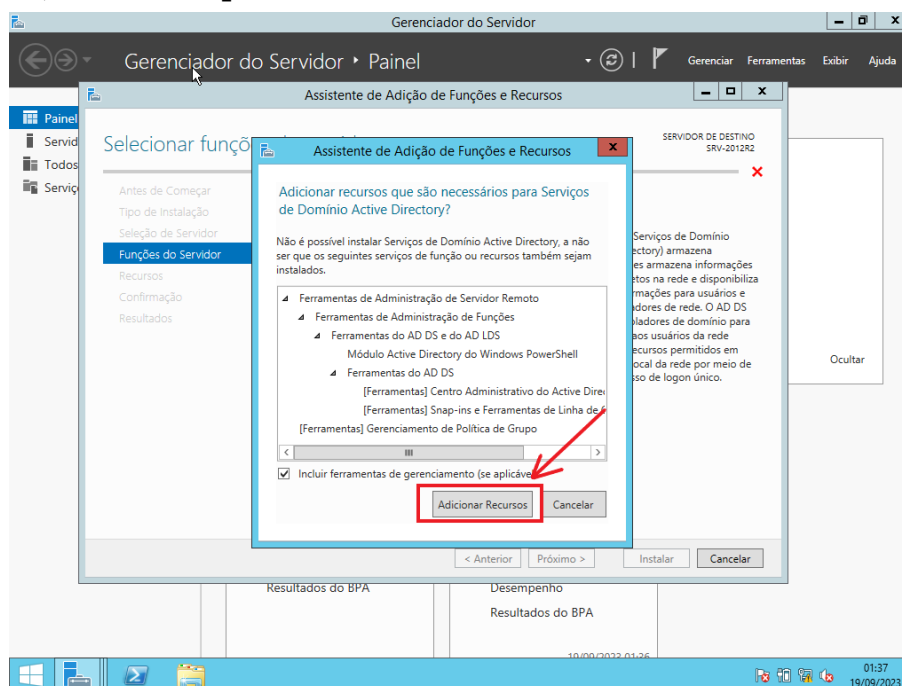 Gerenciador do Servidor
Gerenciador do Servidor
Painel
Gerenciar
Ferramentas
Exibir
Ajuda
Assistente de Adição de Funções e Recursos
Painel
Servid
Todos
Serviç
Selecionar funçõ
SERVIDOR DE DESTINO
SRV-2012R2
Antes de Começar
Tipo de Instalação
Seleção de Servidor
Funções do Servidor
Recursos
Confirmação
Resultados
Assistente de Adição de Funções e Recursos
Adicionar recursos que são necessários para Serviços
de Domínio Active Directory?
Não é possível instalar Serviços de Domínio Active Directory, a não
ser que os seguintes serviços de função ou recursos também sejam
instalados.
Ferramentas de Administração de Servidor Remoto
Ferramentas de Administração de Funções
Ferramentas do AD DS e do AD LDS
Módulo Active Directory do Windows PowerShell
Ferramentas do AD DS
[Ferramentas] Centro Administrativo do Active Dire
[Ferramentas] Snap-ins e Ferramentas de Linha de
[Ferramentas] Gerenciamento de Política de Grupo
Incluir ferramentas de gerenciamento (se aplicáve
Adicionar Recursos
Cancelar
Serviços de Domínio
ectory) armazena
es armazena informações
etos na rede e disponibiliza
rmações para usuários e
adores de rede. O AD DS
oladores de domínio para
aos usuários da rede
ecursos permitidos em
ocal da rede por meio de
sso de logon único.
Ocultar
< Anterior
Próximo >
Instalar
Cancelar
Resultados do BPA
Desempenho
Resultados do BPA
19/09/2023 01:36
01:37
19/09/2023